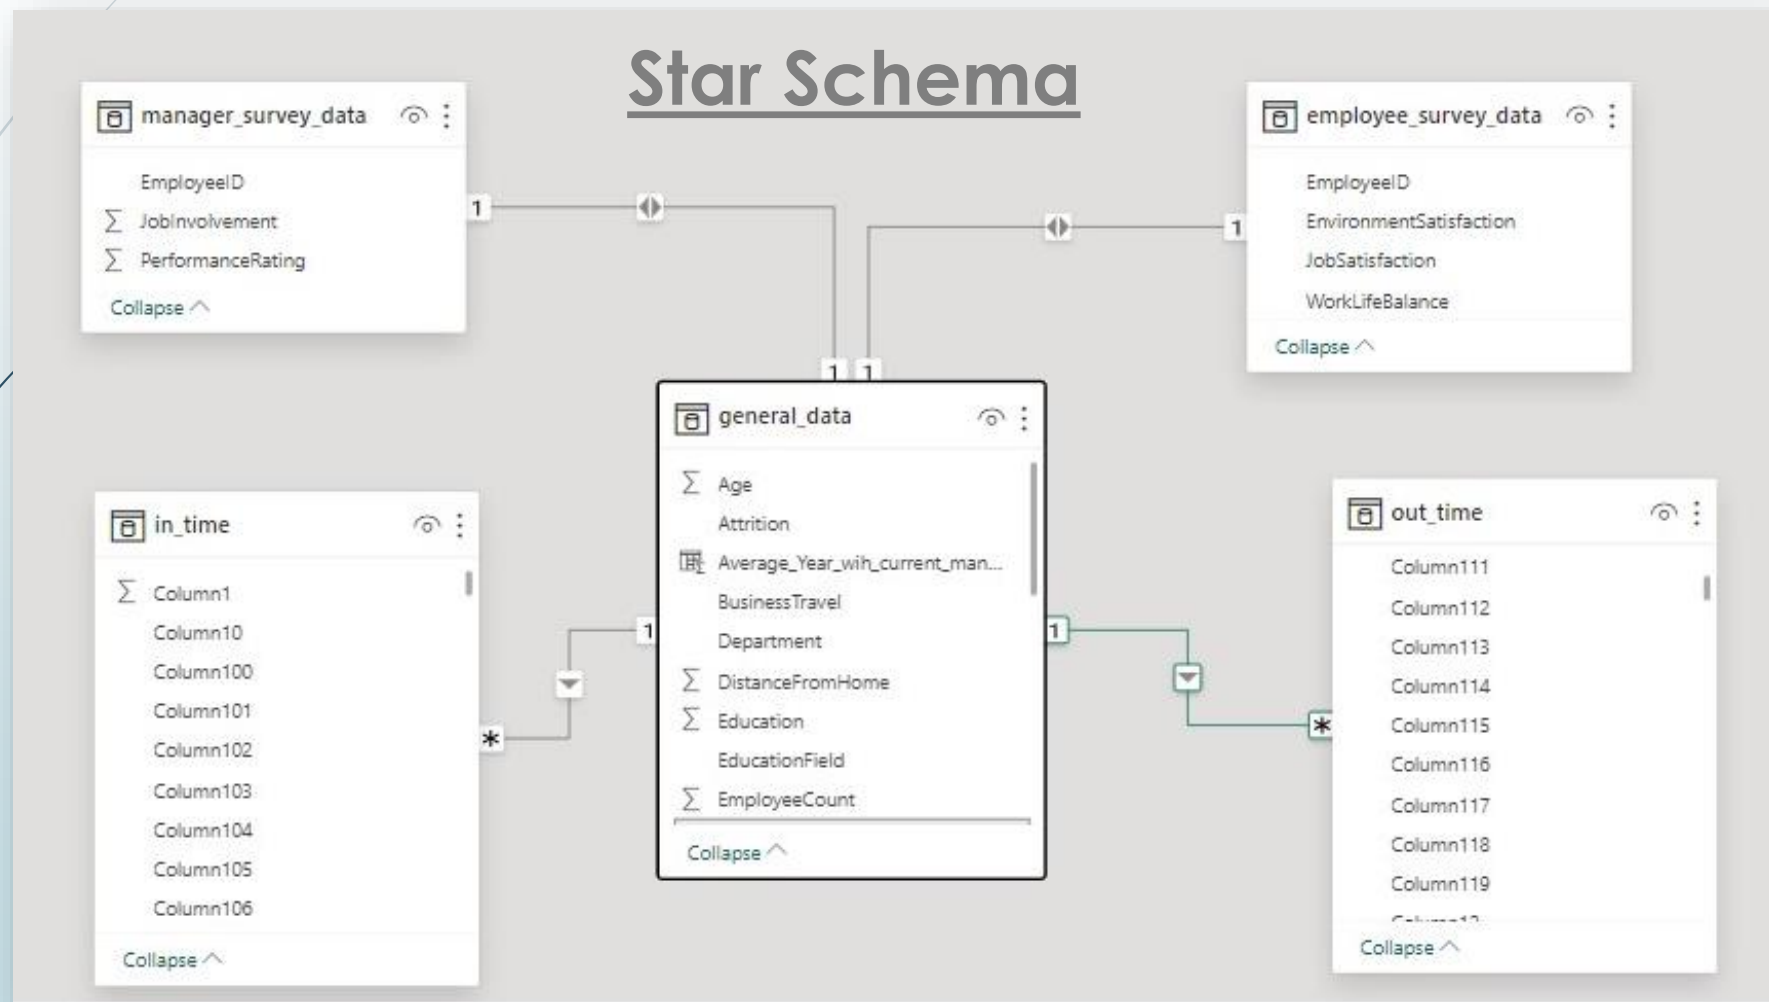 Star Schema
manager_survey_data
EmployeeID
∑ JobInvolvement
∑ PerformanceRating
Collapse
1
1
employee_survey_data
EmployeeID
EnvironmentSatisfaction
JobSatisfaction
WorkLifeBalance
Collapse
1
1
general_data
∑ Age
Attrition
Average_Year_wih_current_man...
BusinessTravel
Department
∑ DistanceFromHome
∑ Education
EducationField
∑ EmployeeCount
Collapse
1
*
in_time
∑ Column1
Column10
Column100
Column101
Column102
Column103
Column104
Column105
Column106
Collapse
1
*
out_time
Column111
Column112
Column113
Column114
Column115
Column116
Column117
Column118
Column119
Collapse